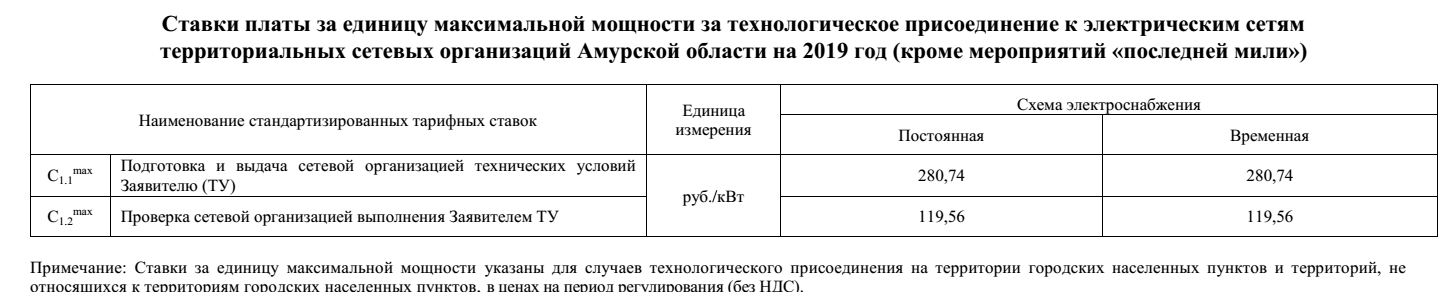 Ставки платы за единицу максимальной мощности за технологическое присоединение к электрическим сетям
территориальных сетевых организаций Амурской области на 2019 год (кроме мероприятий «последней мили»)
Наименование стандартизированных тарифных ставок
Единица
измерения
Схема электроснабжения
Постоянная
Временная
C1.1max
Подготовка и выдача сетевой организацией технических условий
Заявителю (ТУ)
руб./кВт
280,74
280,74
C1.2max
Проверка сетевой организацией выполнения Заявителем ТУ
119,56
119,56
Примечание: Ставки за единицу максимальной мощности указаны для случаев технологического присоединения на территории городских населенных пунктов и территорий, не
относящихся к территориям городских населенных пунктов, в ценах на период регулирования (без НДС).